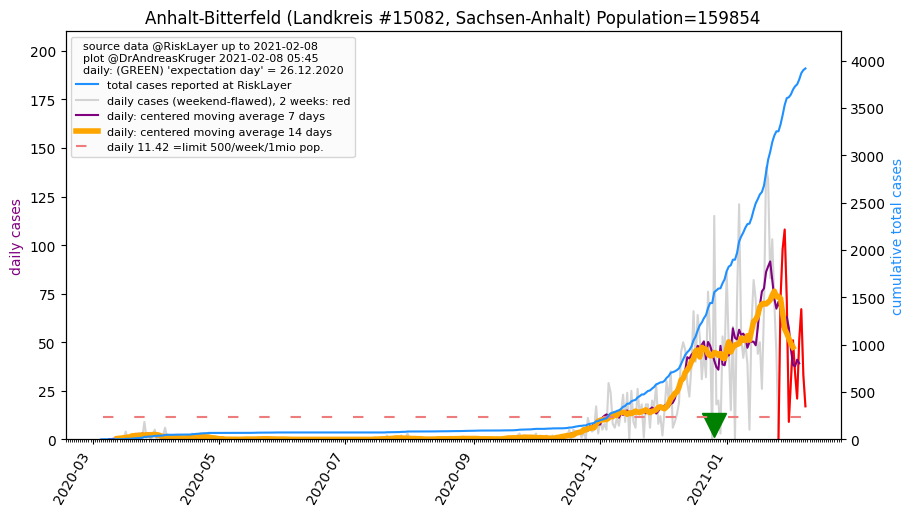 Anhalt-Bitterfeld (Landkreis #15082, Sachsen-Anhalt) Population=159854
source data @RiskLayer up to 2021-02-08
plot @DrAndreasKruger 2021-02-08 05:45
daily: (GREEN) 'expectation day' = 26.12.2020
total cases reported at RiskLayer
daily cases (weekend-flawed), 2 weeks: red
daily: centered moving average 7 days
daily: centered moving average 14 days
daily 11.42 =limit 500/week/1mio pop.
daily cases
200
175
150
125
100
75
50
25
0
cumulative total cases
4000
3500
3000
2500
2000
1500
1000
500
0
2020-03
2020-05
2020-07
2020-09
2020-11
2021-01